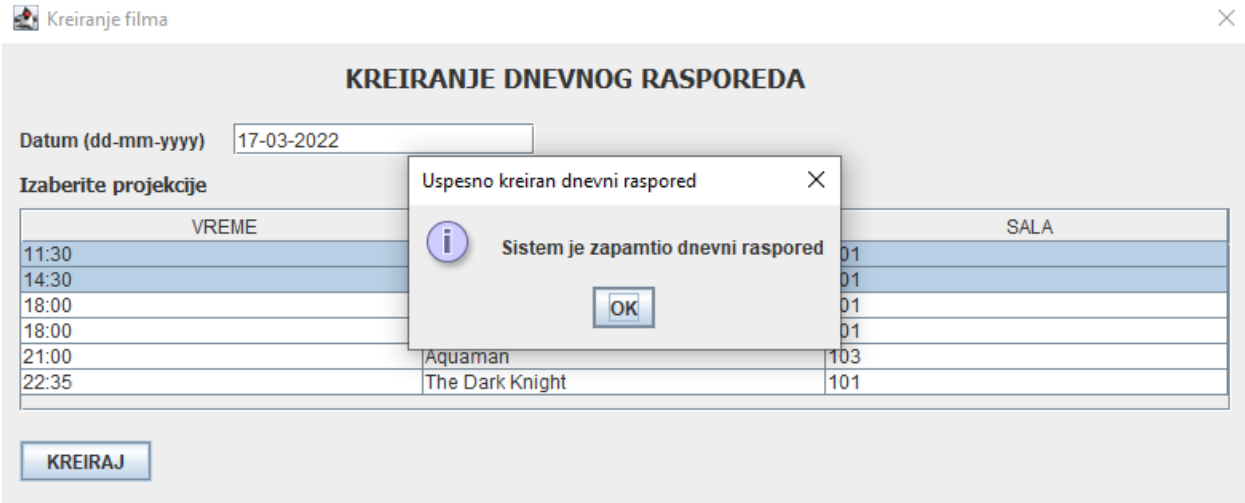 Kreiranje filma
KREIRANJE DNEVNOG RASPOREDA
Datum (dd-mm-yyyy) 17-03-2022
Izaberite projekcije
Uspesno kreiran dnevni raspored
Sistem je zapamtio dnevni raspored
OK
VREME SALA
11:30 01
14:30 01
18:00 01
18:00 01
21:00 Aquaman 103
22:35 The Dark Knight 101
KREIRAJ